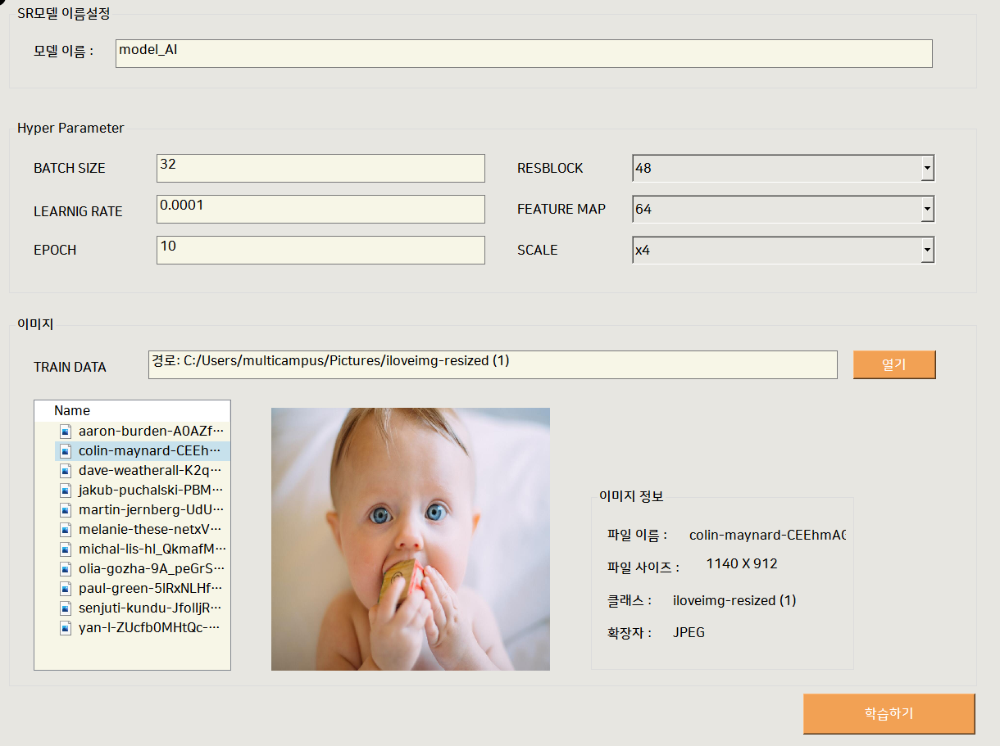 SR모델 이름설정
모델 이름 : model_AI
Hyper Parameter
BATCH SIZE 32 RESBLOCK 48
LEARNIG RATE 0.0001 FEATURE MAP 64
EPOCH 10 SCALE x4
이미지
TRAIN DATA 경로: C:/Users/multicampus/Pictures/iloveimg-resized (1) 열기
Name
aaron-burden-A0AZf…
colin-maynard-CEEh…
dave-weatherall-K2q…
jakub-puchalski-PBM…
martin-jernberg-UdU…
melanie-these-netxV…
michal-lis-hl_QkmafM…
olia-gozha-9A_peGrS…
paul-green-5lRxNLHf…
senjuti-kundu-JfolIjR…
yan-l-ZUcfb0MHtQc-…
이미지 정보
파일 이름 : colin-maynard-CEEhmA
파일 사이즈 : 1140 X 912
클래스 : iloveimg-resized (1)
확장자 : JPEG
학습하기